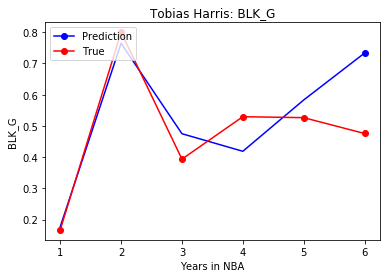 Tobias Harris: BLK_G
Prediction
True
0.8
0.7
0.6
0.5
0.4
0.3
0.2
BLK_G
1 2 3 4 5 6
Years in NBA